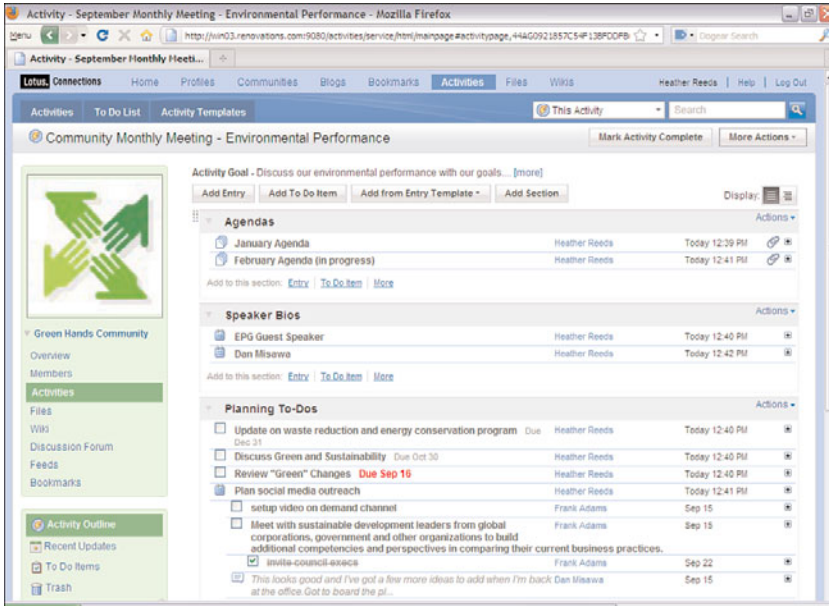 Activity - September Monthly Meeting - Environmental Performance - Mozilla Firefox
Menu
Dogear Search
Activity - September Monthly Meeti...
Lotus. Connections Home Profiles Communities Blogs Bookmarks Activities Files Wikis Heather Reeds | Help | Log Out
Activities To Do List Activity Templates This Activity Search
Community Monthly Meeting - Environmental Performance Mark Activity Complete More Actions
Activity Goal - Discuss our environmental performance with our goals.... [more]
Add Entry Add To Do Item Add from Entry Template Add Section Display:
Agendas Actions
January Agenda Heather Reeds Today 12:39 PM
February Agenda (in progress) Heather Reeds Today 12:41 PM
Add to this section: Entry | To Do Item | More
Speaker Bios Actions
EPG Guest Speaker Heather Reeds Today 12:40 PM
Dan Misawa Heather Reeds Today 12:42 PM
Add to this section: Entry | To Do Item | More
Planning To-Dos Actions
Update on waste reduction and energy conservation program Due Heather Reeds Today 12:40 PM
Dec 31
Discuss Green and Sustainability Due Oct 30 Heather Reeds Today 12:40 PM
Review "Green" Changes Due Sep 16 Heather Reeds Today 12:40 PM
Plan social media outreach Heather Reeds Today 12:41 PM
setup video on demand channel Frank Adams Sep 15
Meet with sustainable development leaders from global Frank Adams Sep 15
corporations, government and other organizations to build
additional competencies and perspectives in comparing their current business practices.
invite council execs Frank Adams Sep 22
This looks good and I've got a few more ideas to add when I'm back Dan Misawa Sep 15
at the office.Got to board the pl...
Green Hands Community
Overview
Members
Activities
Files
Wiki
Discussion Forum
Feeds
Bookmarks
Activity Outline
Recent Updates
To Do Items
Trash